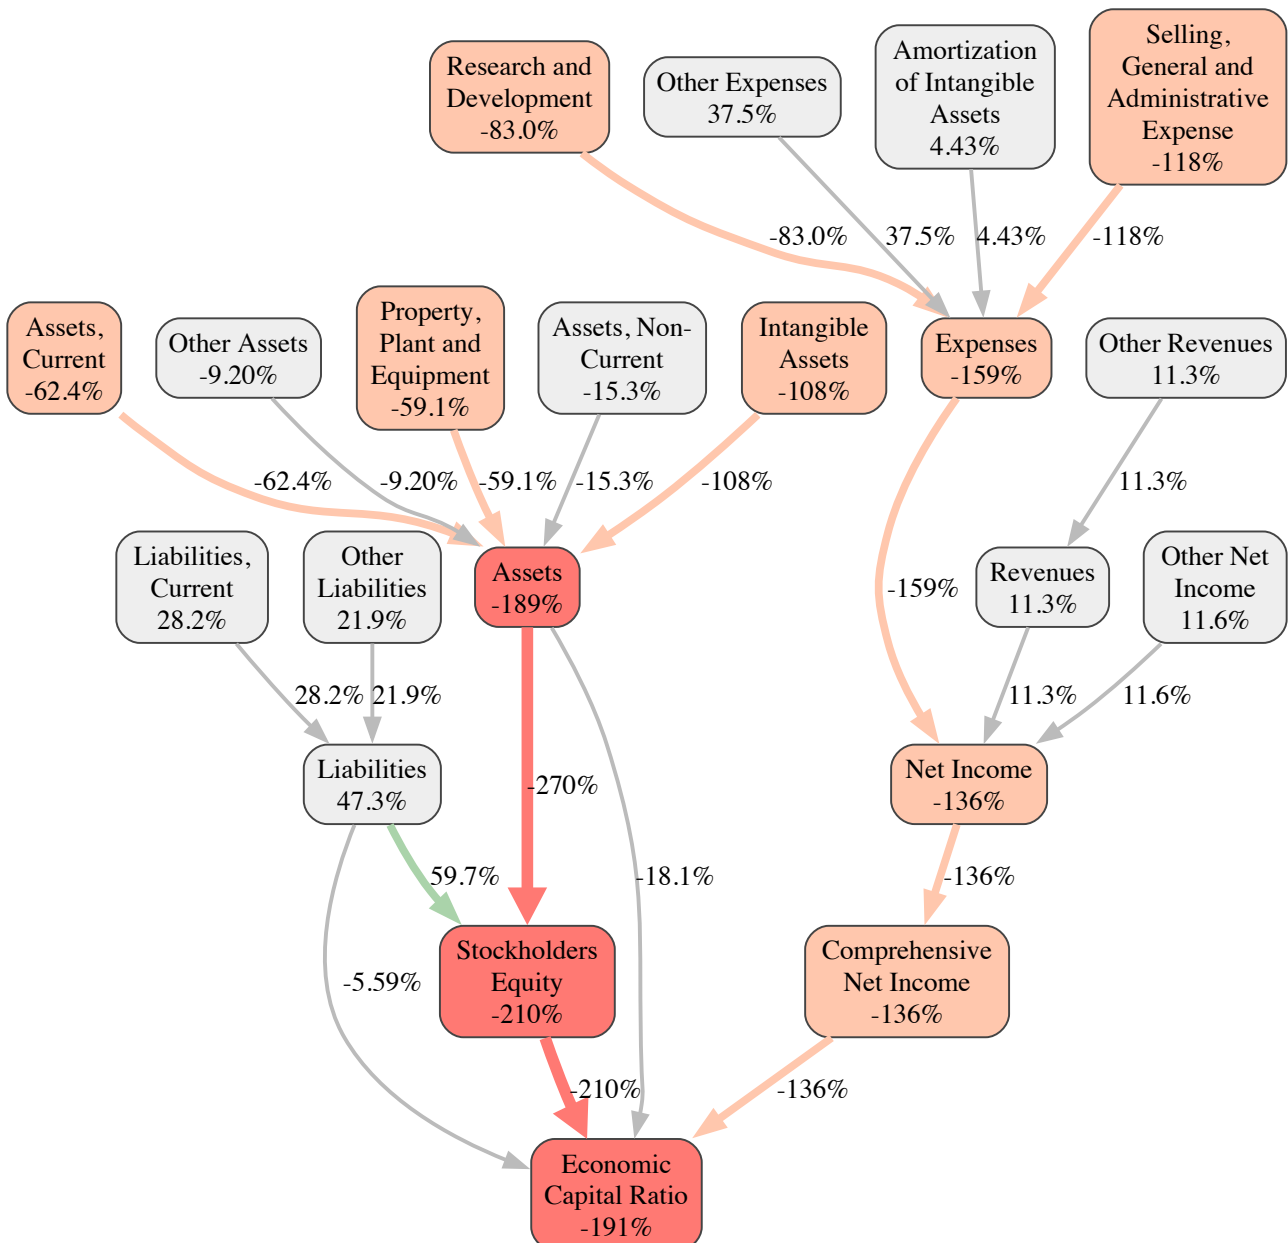 Research and
Development
-83.0%
Other Expenses
37.5%
Amortization
of Intangible
Assets
4.43%
Selling,
General and
Administrative
Expense
-118%
-83.0%
37.5%
4.43%
-118%
Assets,
Current
-62.4%
Other Assets
-9.20%
Property,
Plant and
Equipment
-59.1%
Assets, Non-
Current
-15.3%
Intangible
Assets
-108%
Expenses
-159%
Other Revenues
11.3%
-62.4%
-9.20%
-59.1%
-15.3%
-108%
11.3%
Liabilities,
Current
28.2%
Other
Liabilities
21.9%
Assets
-189%
-159%
Revenues
11.3%
Other Net
Income
11.6%
28.2%
21.9%
11.3%
11.6%
Liabilities
47.3%
-270%
Net Income
-136%
59.7%
-18.1%
-136%
-5.59%
Stockholders
Equity
-210%
Comprehensive
Net Income
-136%
-210%
-136%
Economic
Capital Ratio
-191%